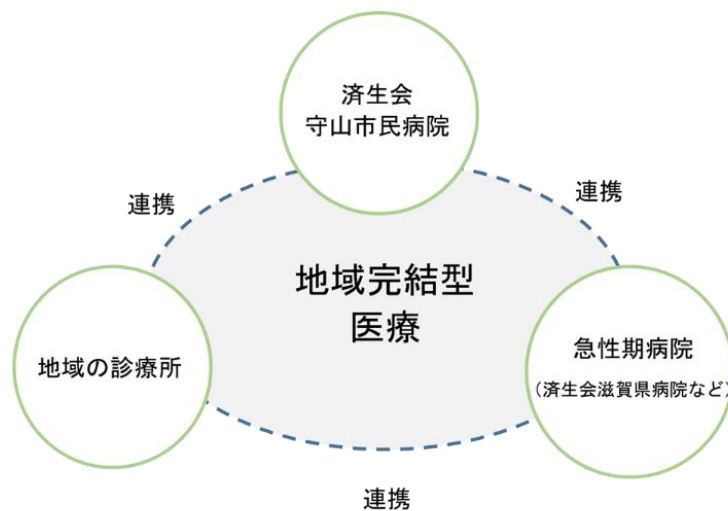 済生会
守山市民病院
連携
連携
地域完結型
医療
地域の診療所
急性期病院
（済生会滋賀県病院など）
連携